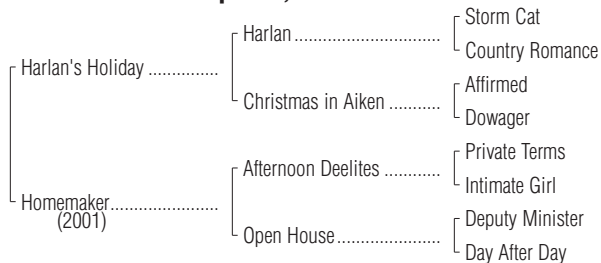 Storm Cat
Harlan
Country Romance
Harlan's Holiday
Affirmed
Christmas in Aiken
Dowager
Private Terms
Afternoon Deelites
Intimate Girl
Homemaker
(2001)
Deputy Minister
Open House
Day After Day